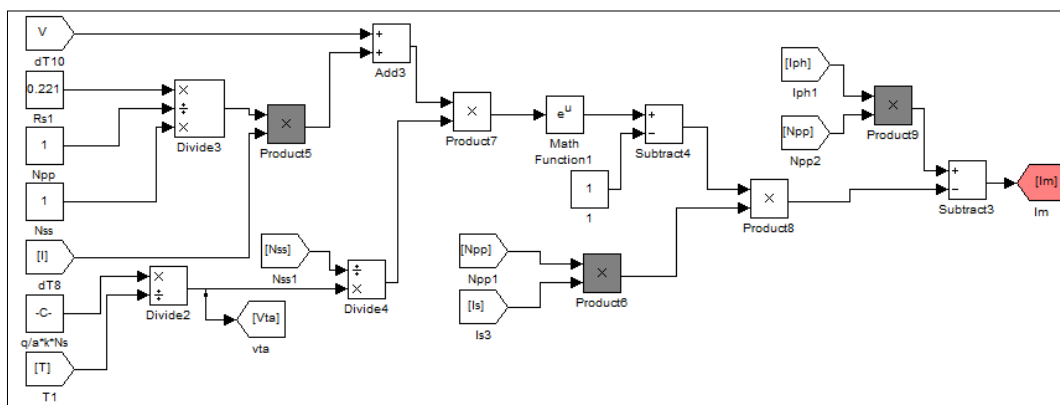 V
dT10
0.221
Rs1
1
Npp
1
Nss
[I]
dT8
-C-
q/a*k*Ns
[T]
T1
×
÷
×
Divide3
×
Product5
×
÷
Divide2
[Nss]
Nss1
[Vta]
vta
÷
×
Divide4
+
+
Add3
×
Product7
eu
Math
Function1
1
1
+
−
Subtract4
[Npp]
Npp1
[Is]
Is3
×
Product6
×
Product8
[Iph]
Iph1
[Npp]
Npp2
×
Product9
+
−
Subtract3
[Im]
Im